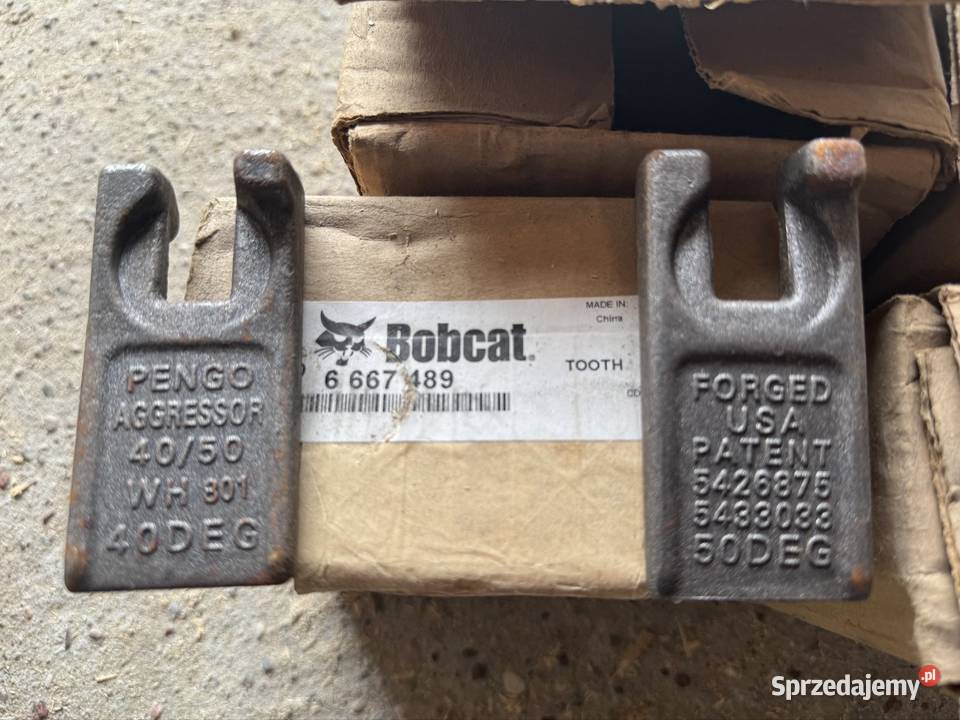 PENGO
AGGRESSOR
40/50
WH 801
40DEG
Bobcat
MADE IN:
China
6 667 489
TOOTH
FORGED
USA
PATENT
5426875
5433033
50DEG
Sprzedajemy.pl